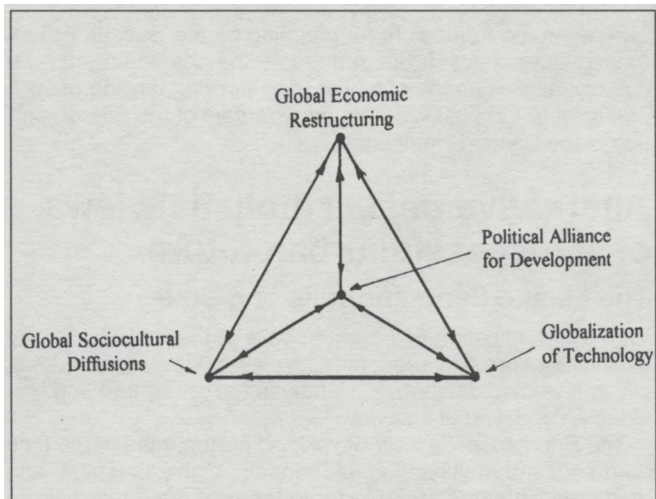 Global Economic
Restructuring
Political Alliance
for Development
Global Sociocultural
Diffusions
Globalization
of Technology